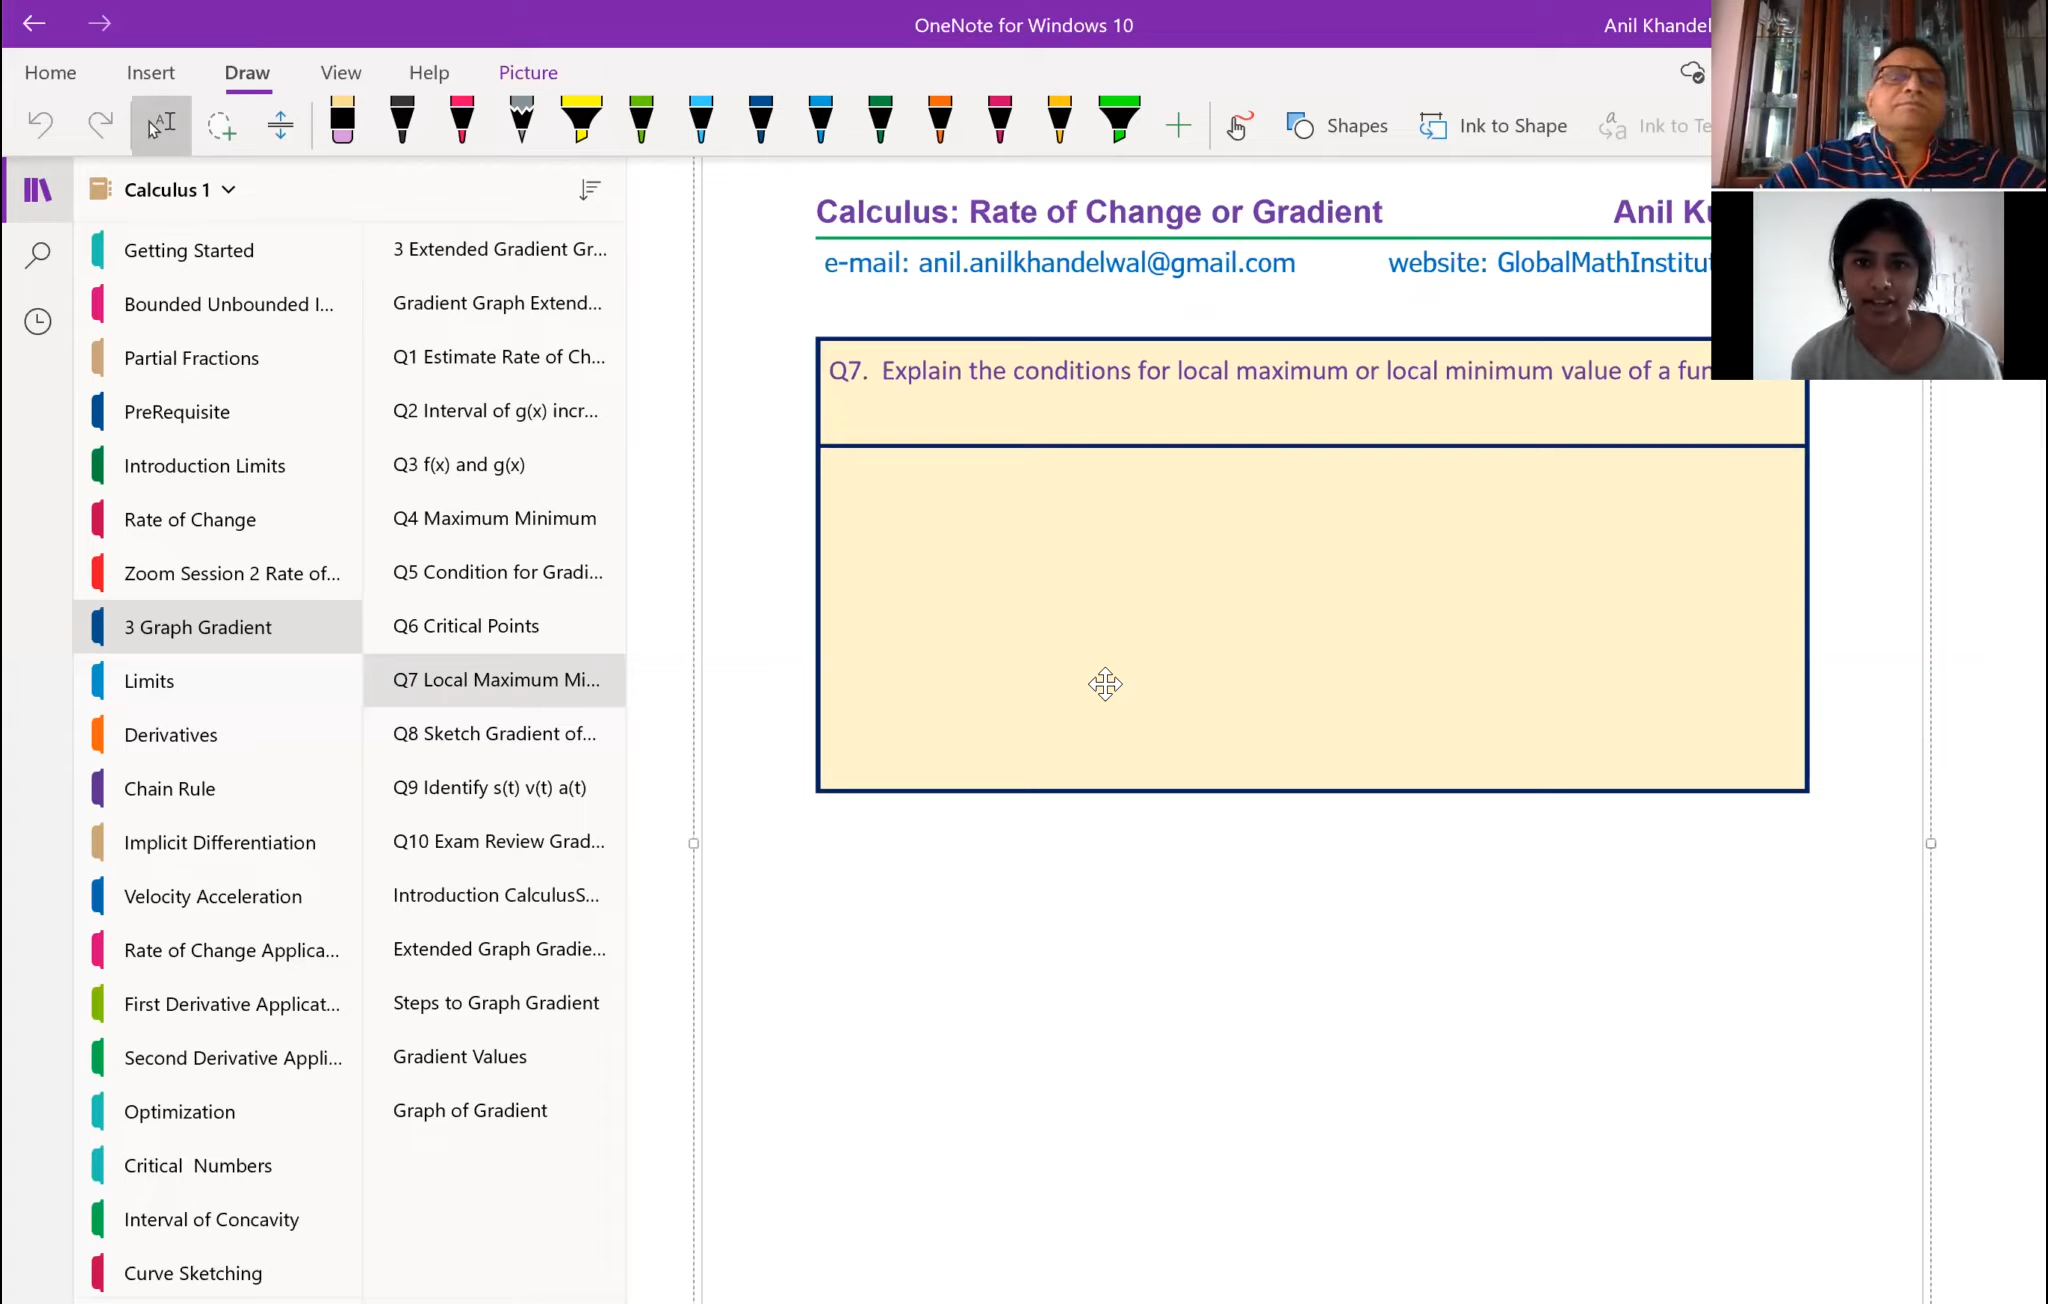 OneNote for Windows 10
Anil Khandel
Home Insert Draw View Help Picture
Shapes Ink to Shape Ink to Te
Calculus 1
Getting Started
Bounded Unbounded I...
Partial Fractions
PreRequisite
Introduction Limits
Rate of Change
Zoom Session 2 Rate of...
3 Graph Gradient
Limits
Derivatives
Chain Rule
Implicit Differentiation
Velocity Acceleration
Rate of Change Applica...
First Derivative Applicat...
Second Derivative Appli...
Optimization
Critical Numbers
Interval of Concavity
Curve Sketching
3 Extended Gradient Gr...
Gradient Graph Extend...
Q1 Estimate Rate of Ch...
Q2 Interval of g(x) incr...
Q3 f(x) and g(x)
Q4 Maximum Minimum
Q5 Condition for Gradi...
Q6 Critical Points
Q7 Local Maximum Mi...
Q8 Sketch Gradient of...
Q9 Identify s(t) v(t) a(t)
Q10 Exam Review Grad...
Introduction CalculusS...
Extended Graph Gradie...
Steps to Graph Gradient
Gradient Values
Graph of Gradient
Calculus: Rate of Change or Gradient Anil Ku
e-mail: anil.anilkhandelwal@gmail.com website: GlobalMathInstitut
Q7. Explain the conditions for local maximum or local minimum value of a fun